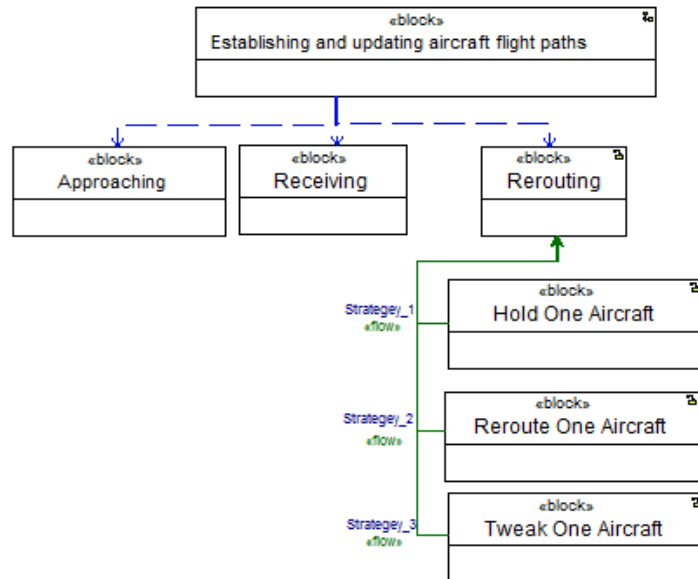 «block»
Establishing and updating aircraft flight paths
«block»
Approaching
«block»
Receiving
«block»
Rerouting
Strategey_1
«flow»
«block»
Hold One Aircraft
Strategey_2
«flow»
«block»
Reroute One Aircraft
Strategey_3
«flow»
«block»
Tweak One Aircraft